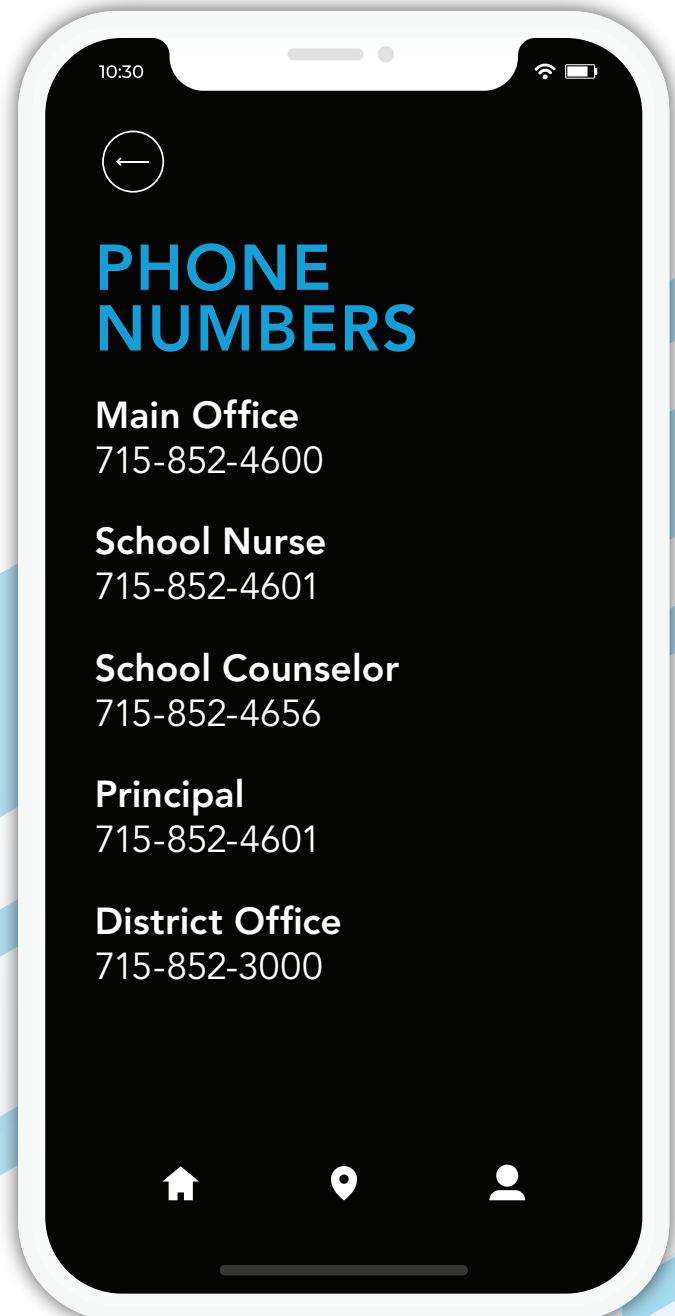 10:30
PHONE
NUMBERS
Main Office
715-852-4600
School Nurse
715-852-4601
School Counselor
715-852-4656
Principal
715-852-4601
District Office
715-852-3000